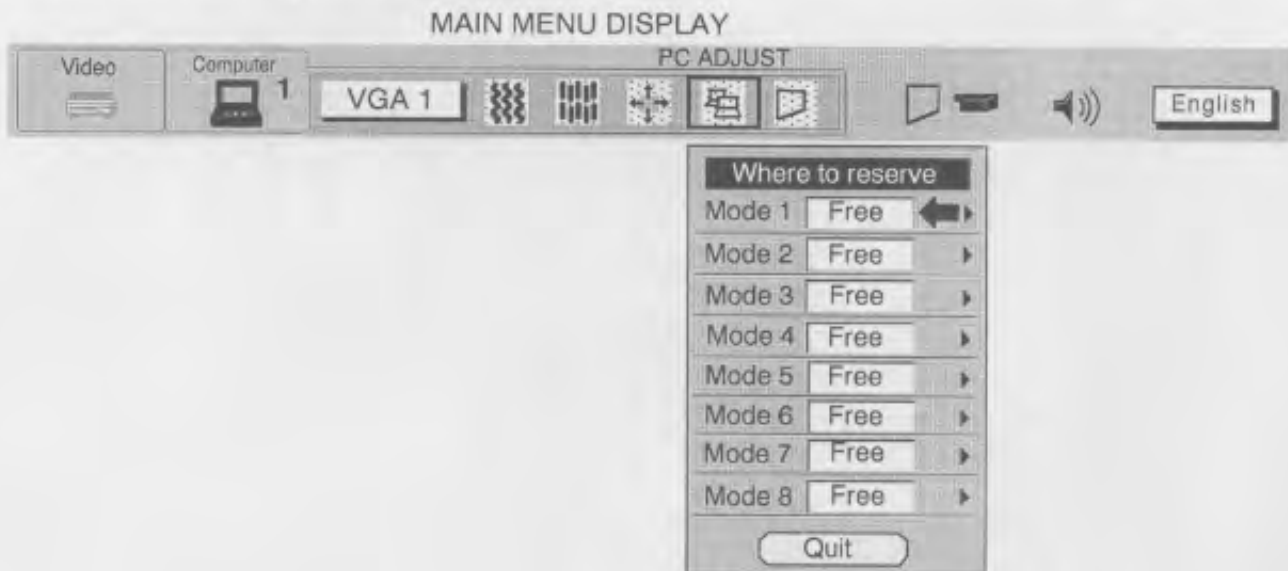 MAIN MENU DISPLAY
PC ADJUST
Video
Computer
1
VGA 1
English
Where to reserve
Mode 1 Free
Mode 2 Free
Mode 3 Free
Mode 4 Free
Mode 5 Free
Mode 6 Free
Mode 7 Free
Mode 8 Free
Quit